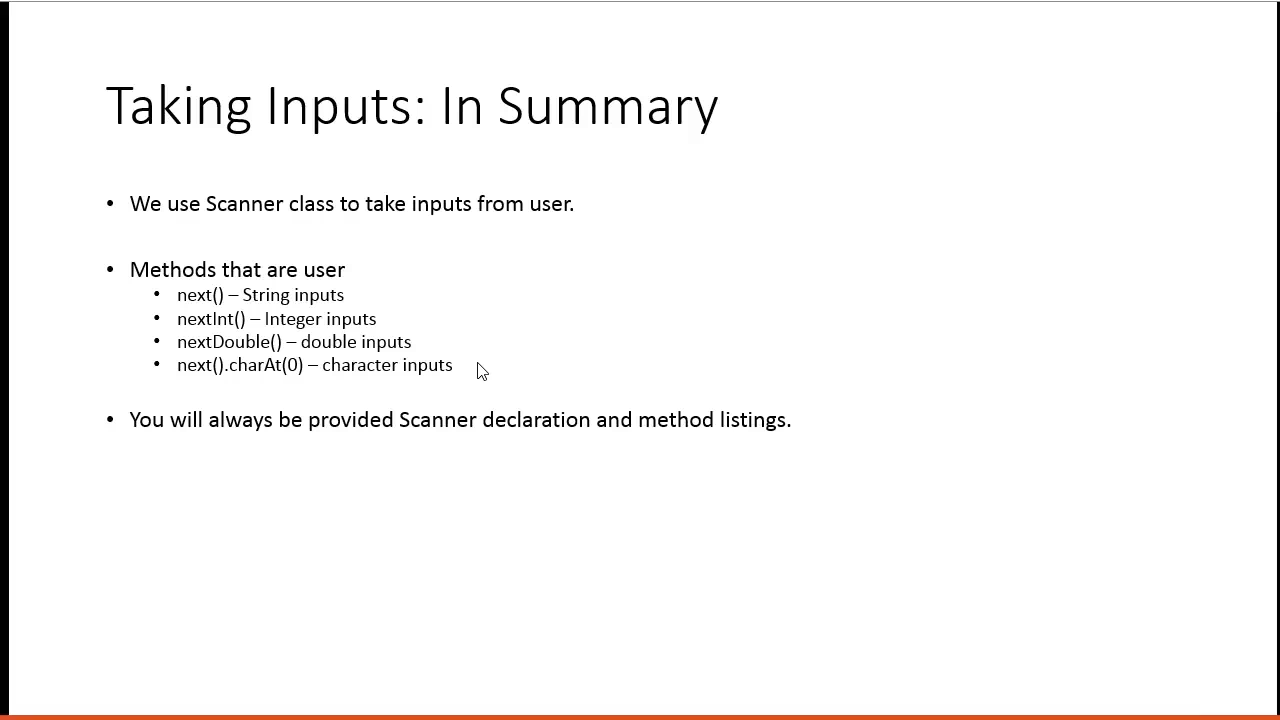 Taking Inputs: In Summary
• We use Scanner class to take inputs from user.
• Methods that are user
• next() – String inputs
• nextInt() – Integer inputs
• nextDouble() – double inputs
• next().charAt(0) – character inputs
• You will always be provided Scanner declaration and method listings.